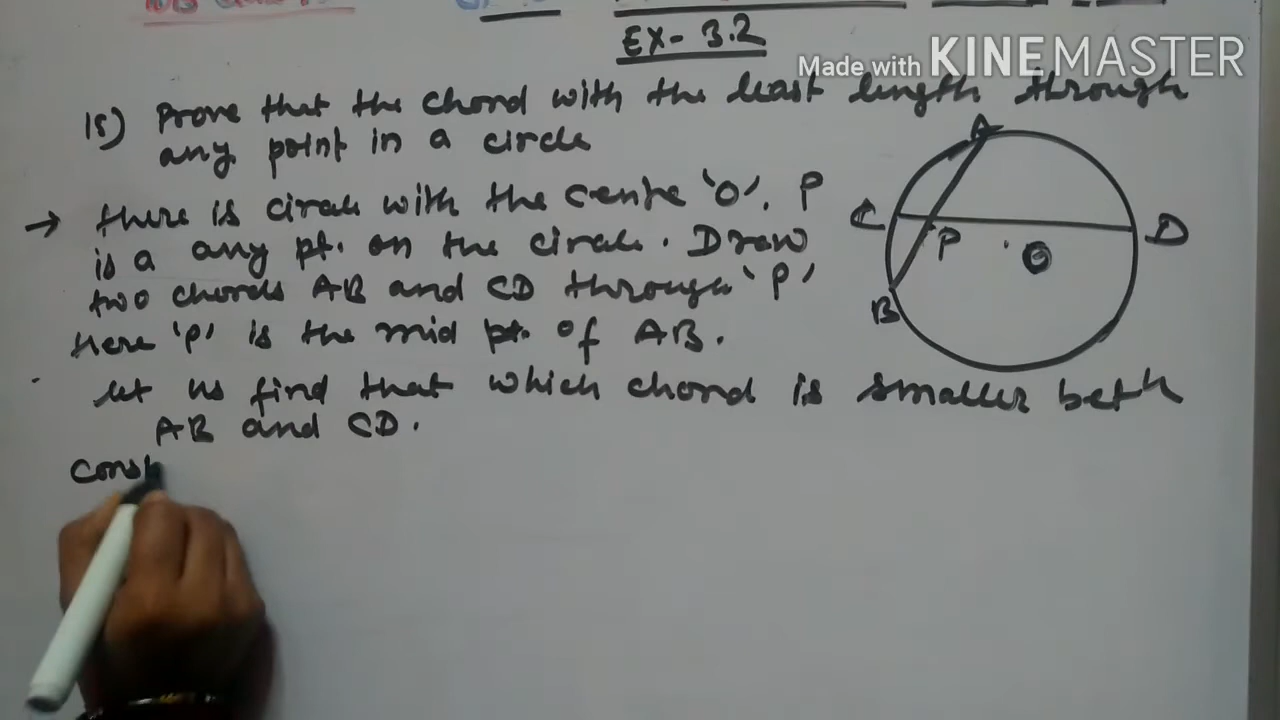 EX- 3.2
Made with KINEMASTER
15) Prove that the chord with the least length through
any point in a circle
→ there is circle with the centre 'O'. P
is a any pt. on the circle. Draw
two chords AB and CD through 'P'
Here 'P' is the mid pt. of AB.
let us find that which chord is smaller betn
AB and CD.
const
A
C
D
P
O
B